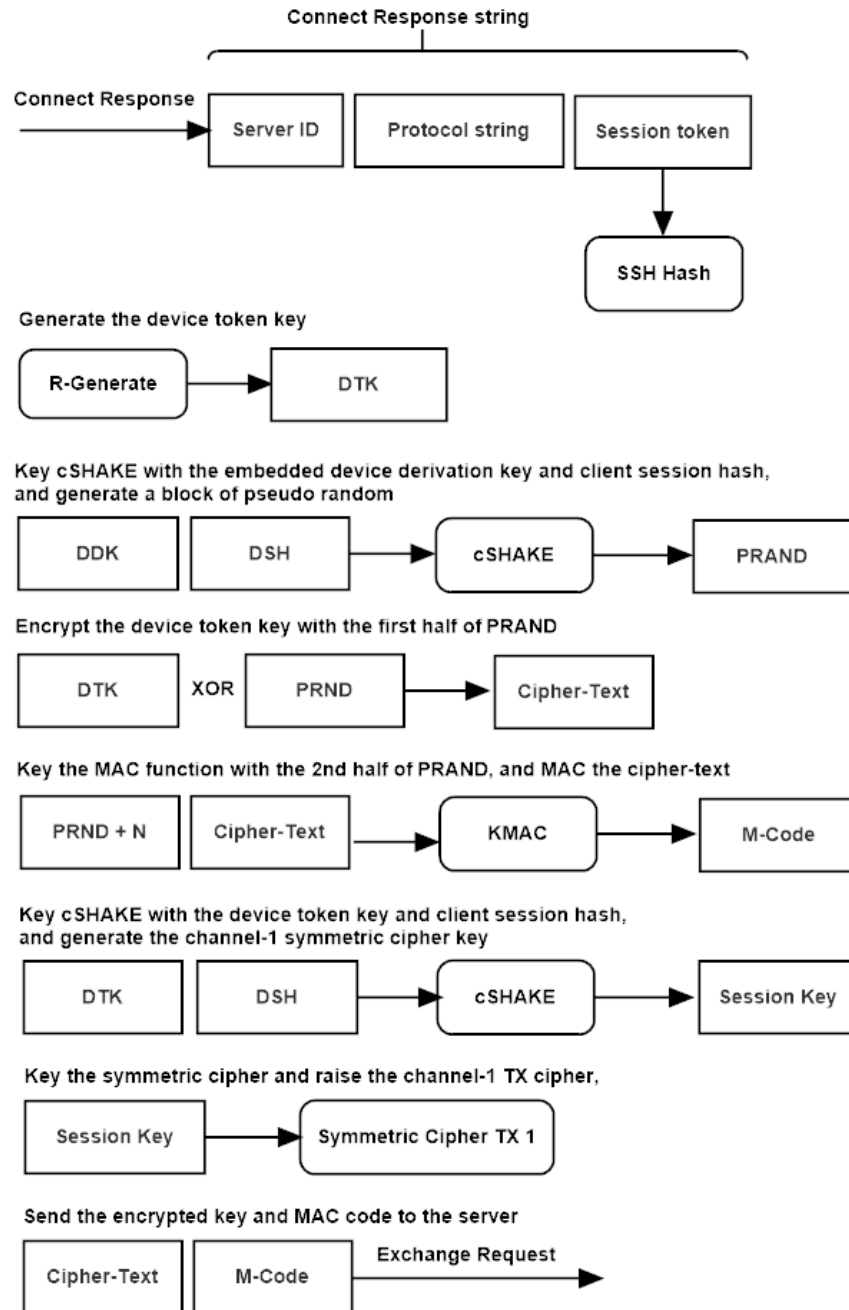 Connect Response string
Connect Response
Server ID
Protocol string
Session token
SSH Hash
Generate the device token key
R-Generate
DTK
Key cSHAKE with the embedded device derivation key and client session hash,
and generate a block of pseudo random
DDK
DSH
cSHAKE
PRAND
Encrypt the device token key with the first half of PRAND
DTK
XOR
PRND
Cipher-Text
Key the MAC function with the 2nd half of PRAND, and MAC the cipher-text
PRND + N
Cipher-Text
KMAC
M-Code
Key cSHAKE with the device token key and client session hash,
and generate the channel-1 symmetric cipher key
DTK
DSH
cSHAKE
Session Key
Key the symmetric cipher and raise the channel-1 TX cipher,
Session Key
Symmetric Cipher TX 1
Send the encrypted key and MAC code to the server
Cipher-Text
M-Code
Exchange Request